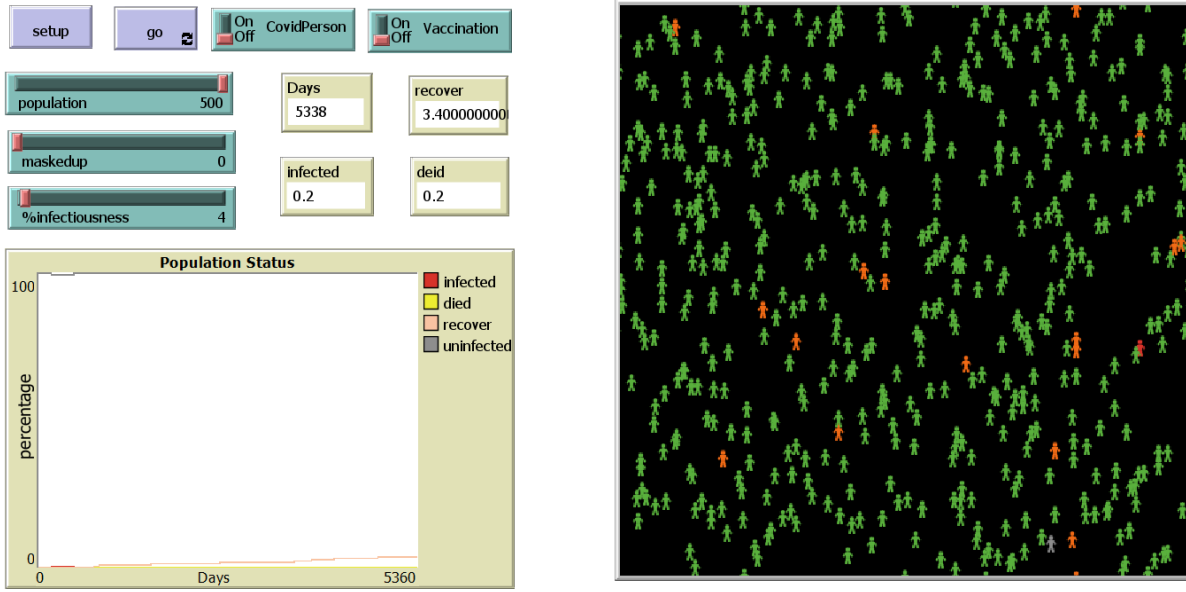 setup
go
On
Off
CovidPerson
On
Off
Vaccination
population 500
maskedup 0
%infectiousness 4
Days
5338
recover
3.400000000
infected
0.2
deid
0.2
Population Status
100
percentage
0
0 Days 5360
infected
died
recover
uninfected